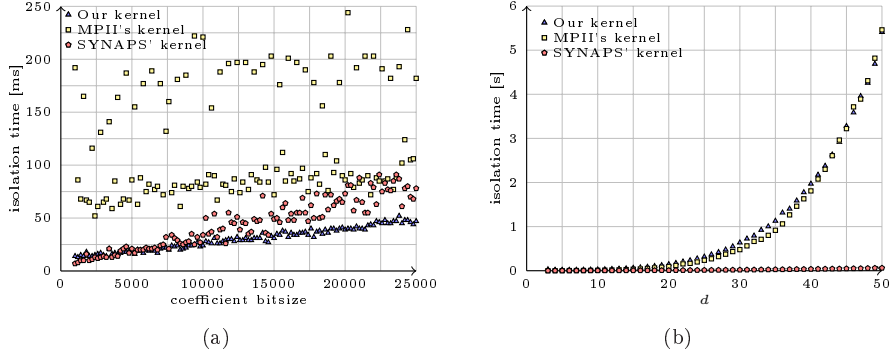 250
200
150
100
50
0
isolation time [ms]
Our kernel
MPII's kernel
SYNAPS' kernel
0 5000 10000 15000 20000 25000
coefficient bitsize
(a)
6
5
4
3
2
1
0
isolation time [s]
Our kernel
MPII's kernel
SYNAPS' kernel
0 10 20 30 40 50
d
(b)